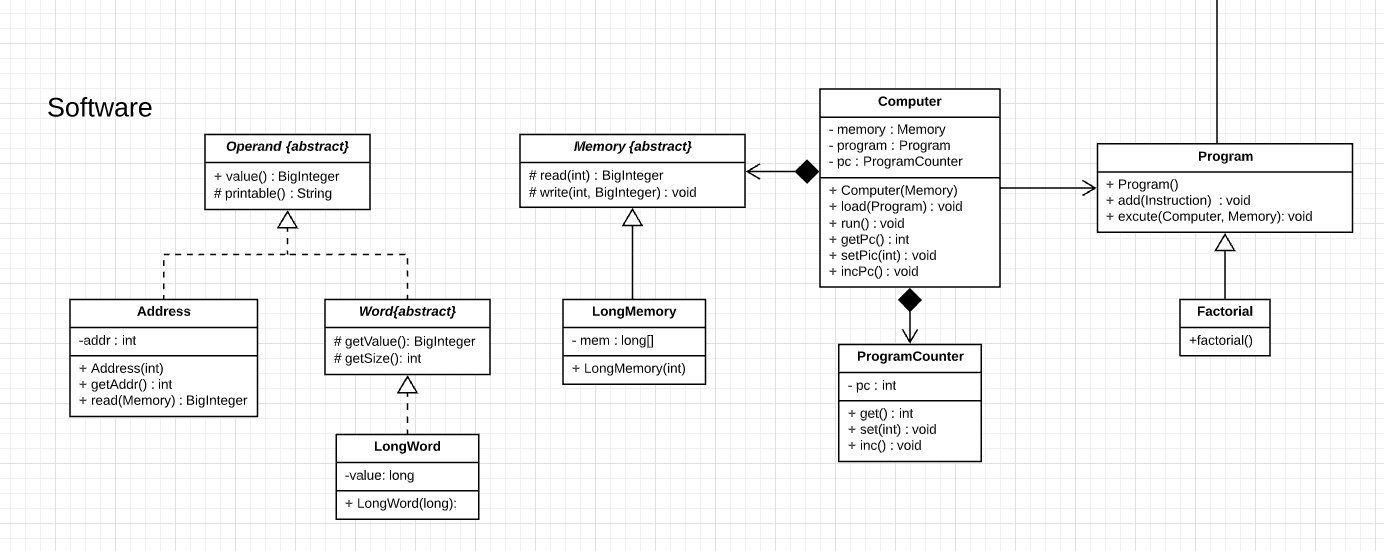 Software
Operand {abstract}
+ value() : BigInteger
# printable() : String
Address
-addr : int
+ Address(int)
+ getAddr() : int
+ read(Memory) : BigInteger
Word{abstract}
# getValue(): BigInteger
# getSize(): int
LongWord
-value: long
+ LongWord(long):
Memory {abstract}
# read(int) : BigInteger
# write(int, BigInteger) : void
LongMemory
- mem : long[]
+ LongMemory(int)
Computer
- memory : Memory
- program : Program
- pc : ProgramCounter
+ Computer(Memory)
+ load(Program) : void
+ run() : void
+ getPc() : int
+ setPic(int) : void
+ incPc() : void
ProgramCounter
- pc : int
+ get() : int
+ set(int) : void
+ inc() : void
Program
+ Program()
+ add(Instruction) : void
+ excute(Computer, Memory): void
Factorial
+factorial()